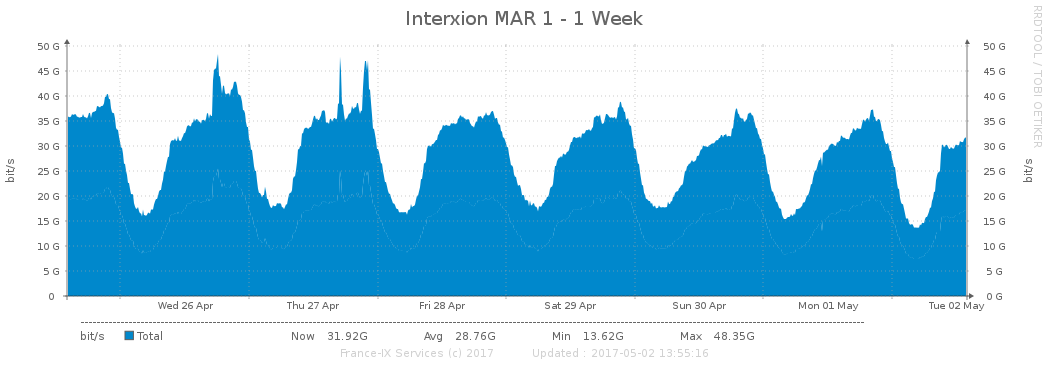 Interxion MAR 1 - 1 Week
RRDTOOL / TOBI OETIKER
50 G 50 G
45 G 45 G
40 G 40 G
35 G 35 G
30 G 30 G
25 G 25 G
20 G 20 G
15 G 15 G
10 G 10 G
5 G 5 G
0 0 G
bit/s bit/s
Wed 26 Apr Thu 27 Apr Fri 28 Apr Sat 29 Apr Sun 30 Apr Mon 01 May Tue 02 May
bit/s Total Now 31.92G Avg 28.76G Min 13.62G Max 48.35G
France-IX Services (c) 2017 Updated : 2017-05-02 13:55:16